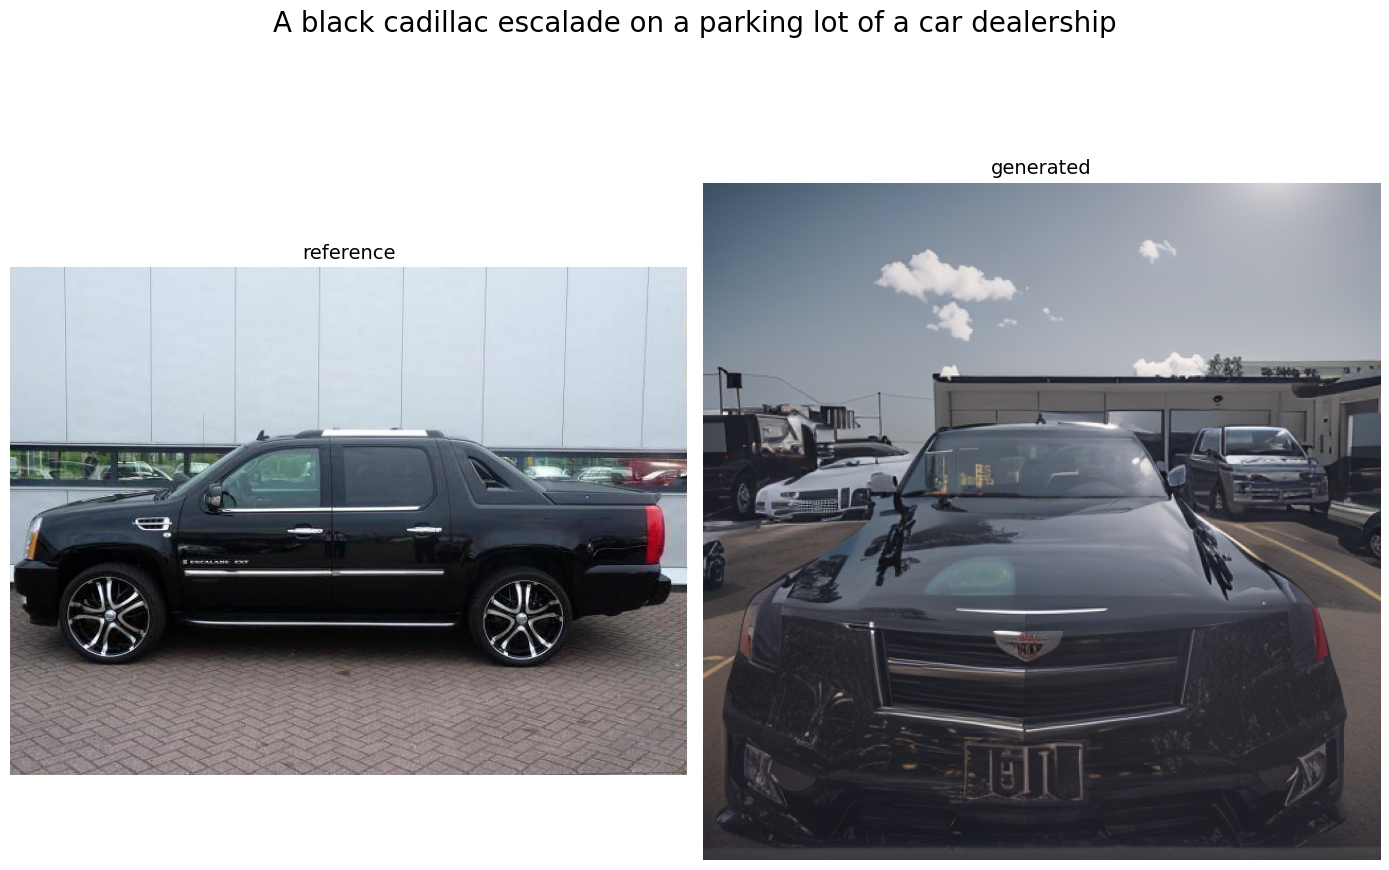 A black cadillac escalade on a parking lot of a car dealership
generated
reference
ESCALADE EXT